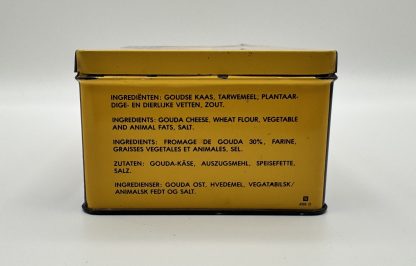 INGREDIËNTEN: GOUDSE KAAS, TARWEMEEL, PLANTAAR-
DIGE- EN DIERLIJKE VETTEN, ZOUT.
INGREDIENTS: GOUDA CHEESE, WHEAT FLOUR, VEGETABLE
AND ANIMAL FATS, SALT.
INGREDIENTS: FROMAGE DE GOUDA 30%, FARINE,
GRAISSES VEGETALES ET ANIMALES, SEL.
ZUTATEN: GOUDA-KÄSE, AUSZUGSMEHL, SPEISEFETTE,
SALZ.
INGREDIENSER: GOUDA OST, HVEDEMEL, VEGATABILSK/
ANIMALSK FEDT OG SALT.